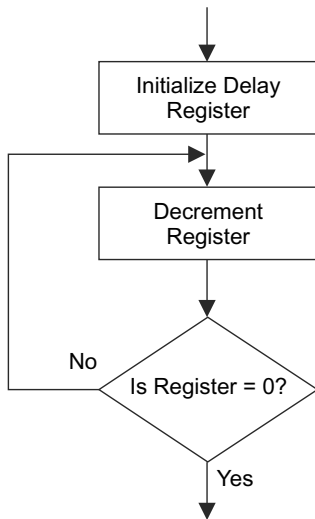 Initialize Delay
Register
Decrement
Register
No
Is Register = 0?
Yes